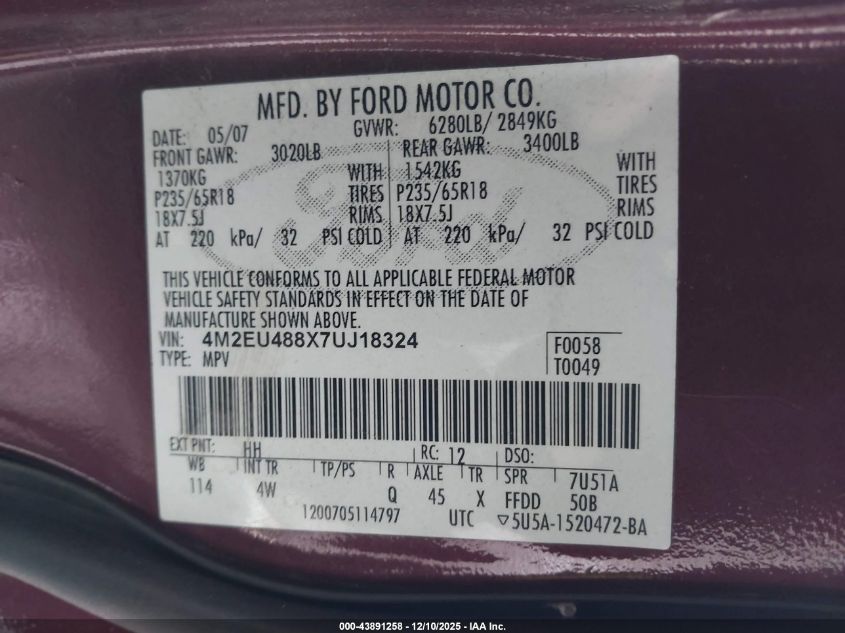 MFD. BY FORD MOTOR CO.
DATE: 05/07 GVWR: 6280LB/ 2849KG
FRONT GAWR: 3020LB REAR GAWR: 3400LB
1370KG WITH 1542KG WITH
P235/65R18 TIRES P235/65R18 TIRES
18X7.5J RIMS 18X7.5J RIMS
AT 220 kPa/ 32 PSI COLD AT 220 kPa/ 32 PSI COLD
Ford
THIS VEHICLE CONFORMS TO ALL APPLICABLE FEDERAL MOTOR
VEHICLE SAFETY STANDARDS IN EFFECT ON THE DATE OF
MANUFACTURE SHOWN ABOVE.
VIN: 4M2EU488X7UJ18324 F0058
TYPE: MPV T0049
EXT PNT: HH RC: 12 DSO:
WB INT TR TP/PS R AXLE TR SPR 7U51A
114 4W Q 45 X FFDD 50B
1200705114797 UTC ▽5U5A-1520472-BA
000-43891258 - 12/10/2025 - IAA Inc.